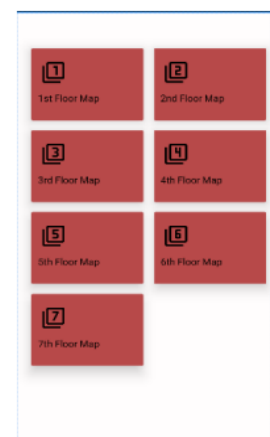 1
2
1st Floor Map
2nd Floor Map
3
4
3rd Floor Map
4th Floor Map
5
6
5th Floor Map
6th Floor Map
7
7th Floor Map